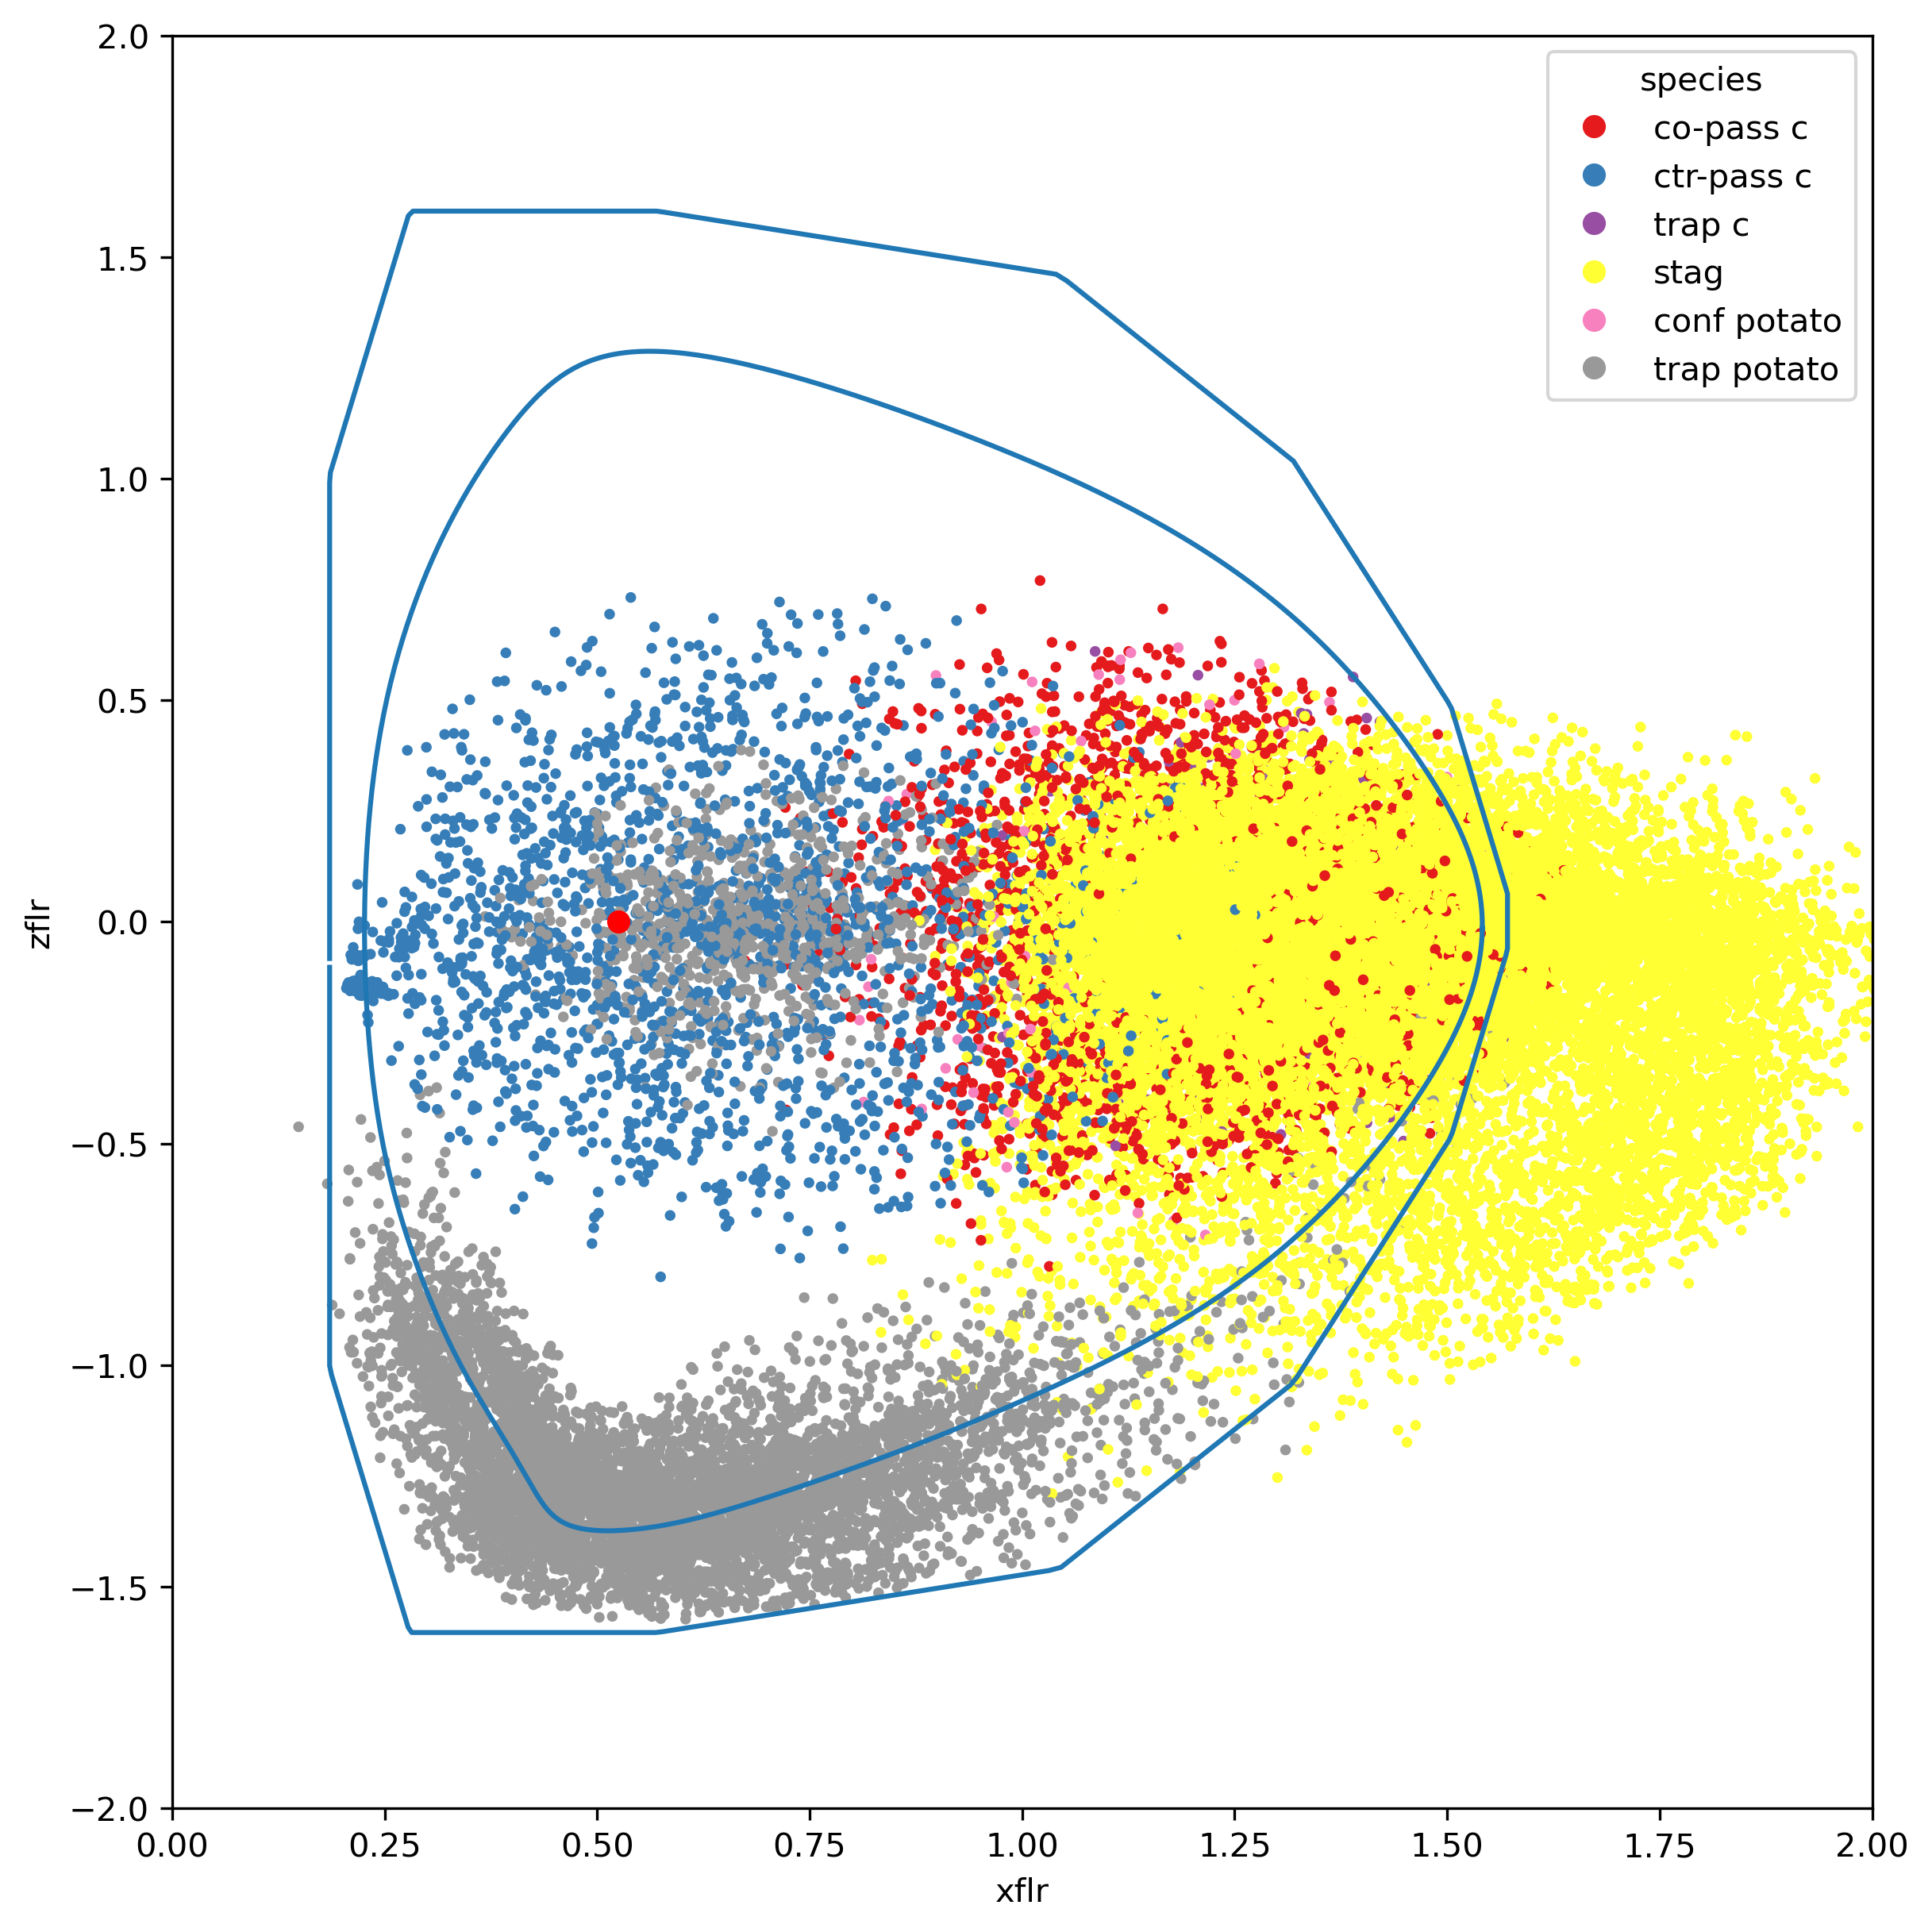 2.0
1.5
1.0
0.5
0.0
−0.5
−1.0
−1.5
−2.0
zflr
0.00 0.25 0.50 0.75 1.00 1.25 1.50 1.75 2.00
xflr
species
co-pass c
ctr-pass c
trap c
stag
conf potato
trap potato